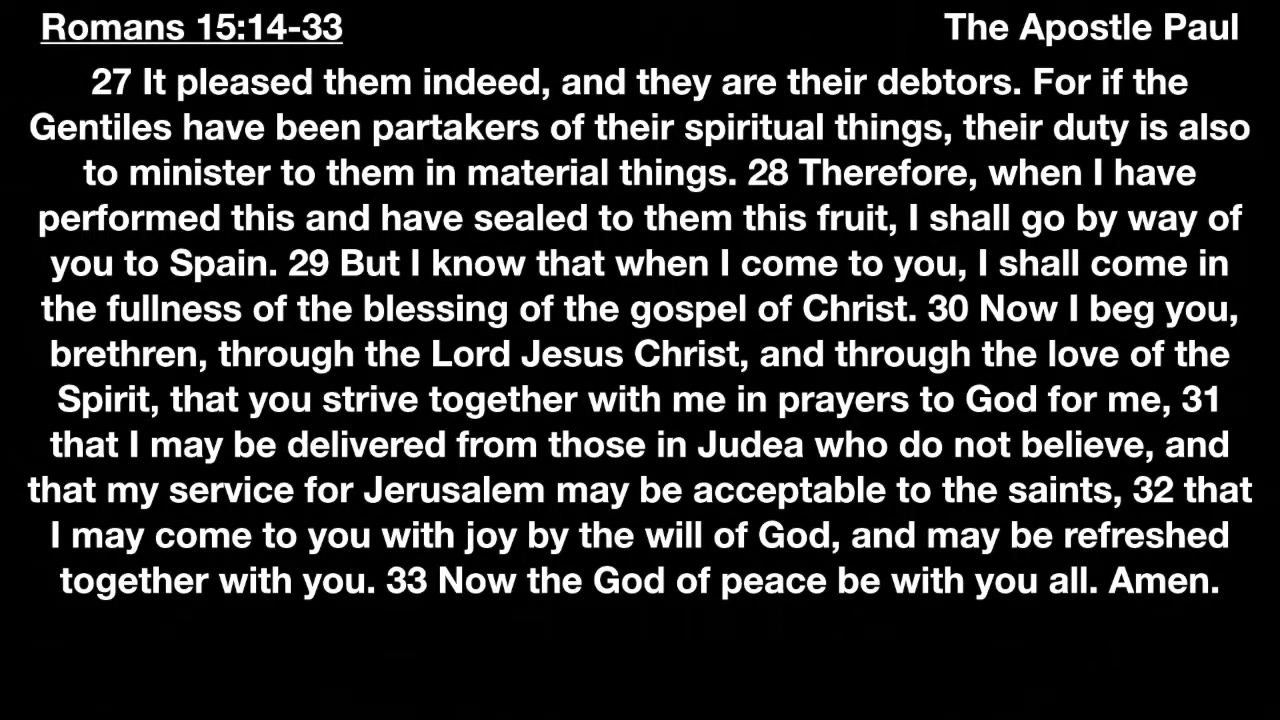 Romans 15:14-33 The Apostle Paul
27 It pleased them indeed, and they are their debtors. For if the
Gentiles have been partakers of their spiritual things, their duty is also
to minister to them in material things. 28 Therefore, when I have
performed this and have sealed to them this fruit, I shall go by way of
you to Spain. 29 But I know that when I come to you, I shall come in
the fullness of the blessing of the gospel of Christ. 30 Now I beg you,
brethren, through the Lord Jesus Christ, and through the love of the
Spirit, that you strive together with me in prayers to God for me, 31
that I may be delivered from those in Judea who do not believe, and
that my service for Jerusalem may be acceptable to the saints, 32 that
I may come to you with joy by the will of God, and may be refreshed
together with you. 33 Now the God of peace be with you all. Amen.